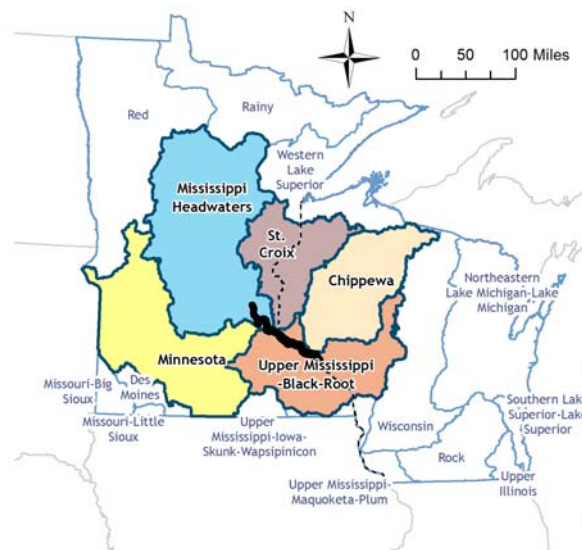 N
0 50 100 Miles
Red
Rainy
Western
Lake
Superior
Mississippi
Headwaters
St.
Croix
Chippewa
Northeastern
Lake Michigan-Lake
Michigan
Minnesota
Upper Mississippi
-Black-Root
Missouri-Big
Sioux
Des
Moines
Missouri-Little
Sioux
Upper
Mississippi-Iowa-
Skunk-Wapsipinicon
Wisconsin
Southern Lake
Superior-Lake
Superior
Rock
Upper
Illinois
Upper Mississippi-
Maquoketa-Plum